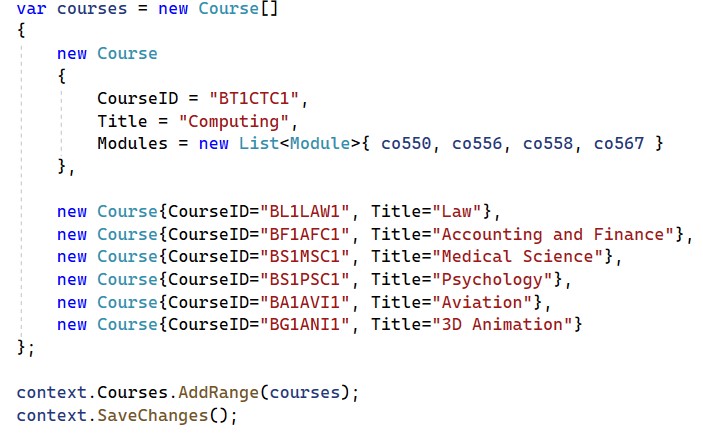 var courses = new Course[]
{
    new Course
    {
        CourseID = "BT1CTC1",
        Title = "Computing",
        Modules = new List<Module>{ co550, co556, co558, co567 }
    },

    new Course{CourseID="BL1LAW1", Title="Law"},
    new Course{CourseID="BF1AFC1", Title="Accounting and Finance"},
    new Course{CourseID="BS1MSC1", Title="Medical Science"},
    new Course{CourseID="BS1PSC1", Title="Psychology"},
    new Course{CourseID="BA1AVI1", Title="Aviation"},
    new Course{CourseID="BG1ANI1", Title="3D Animation"}
};

context.Courses.AddRange(courses);
context.SaveChanges();